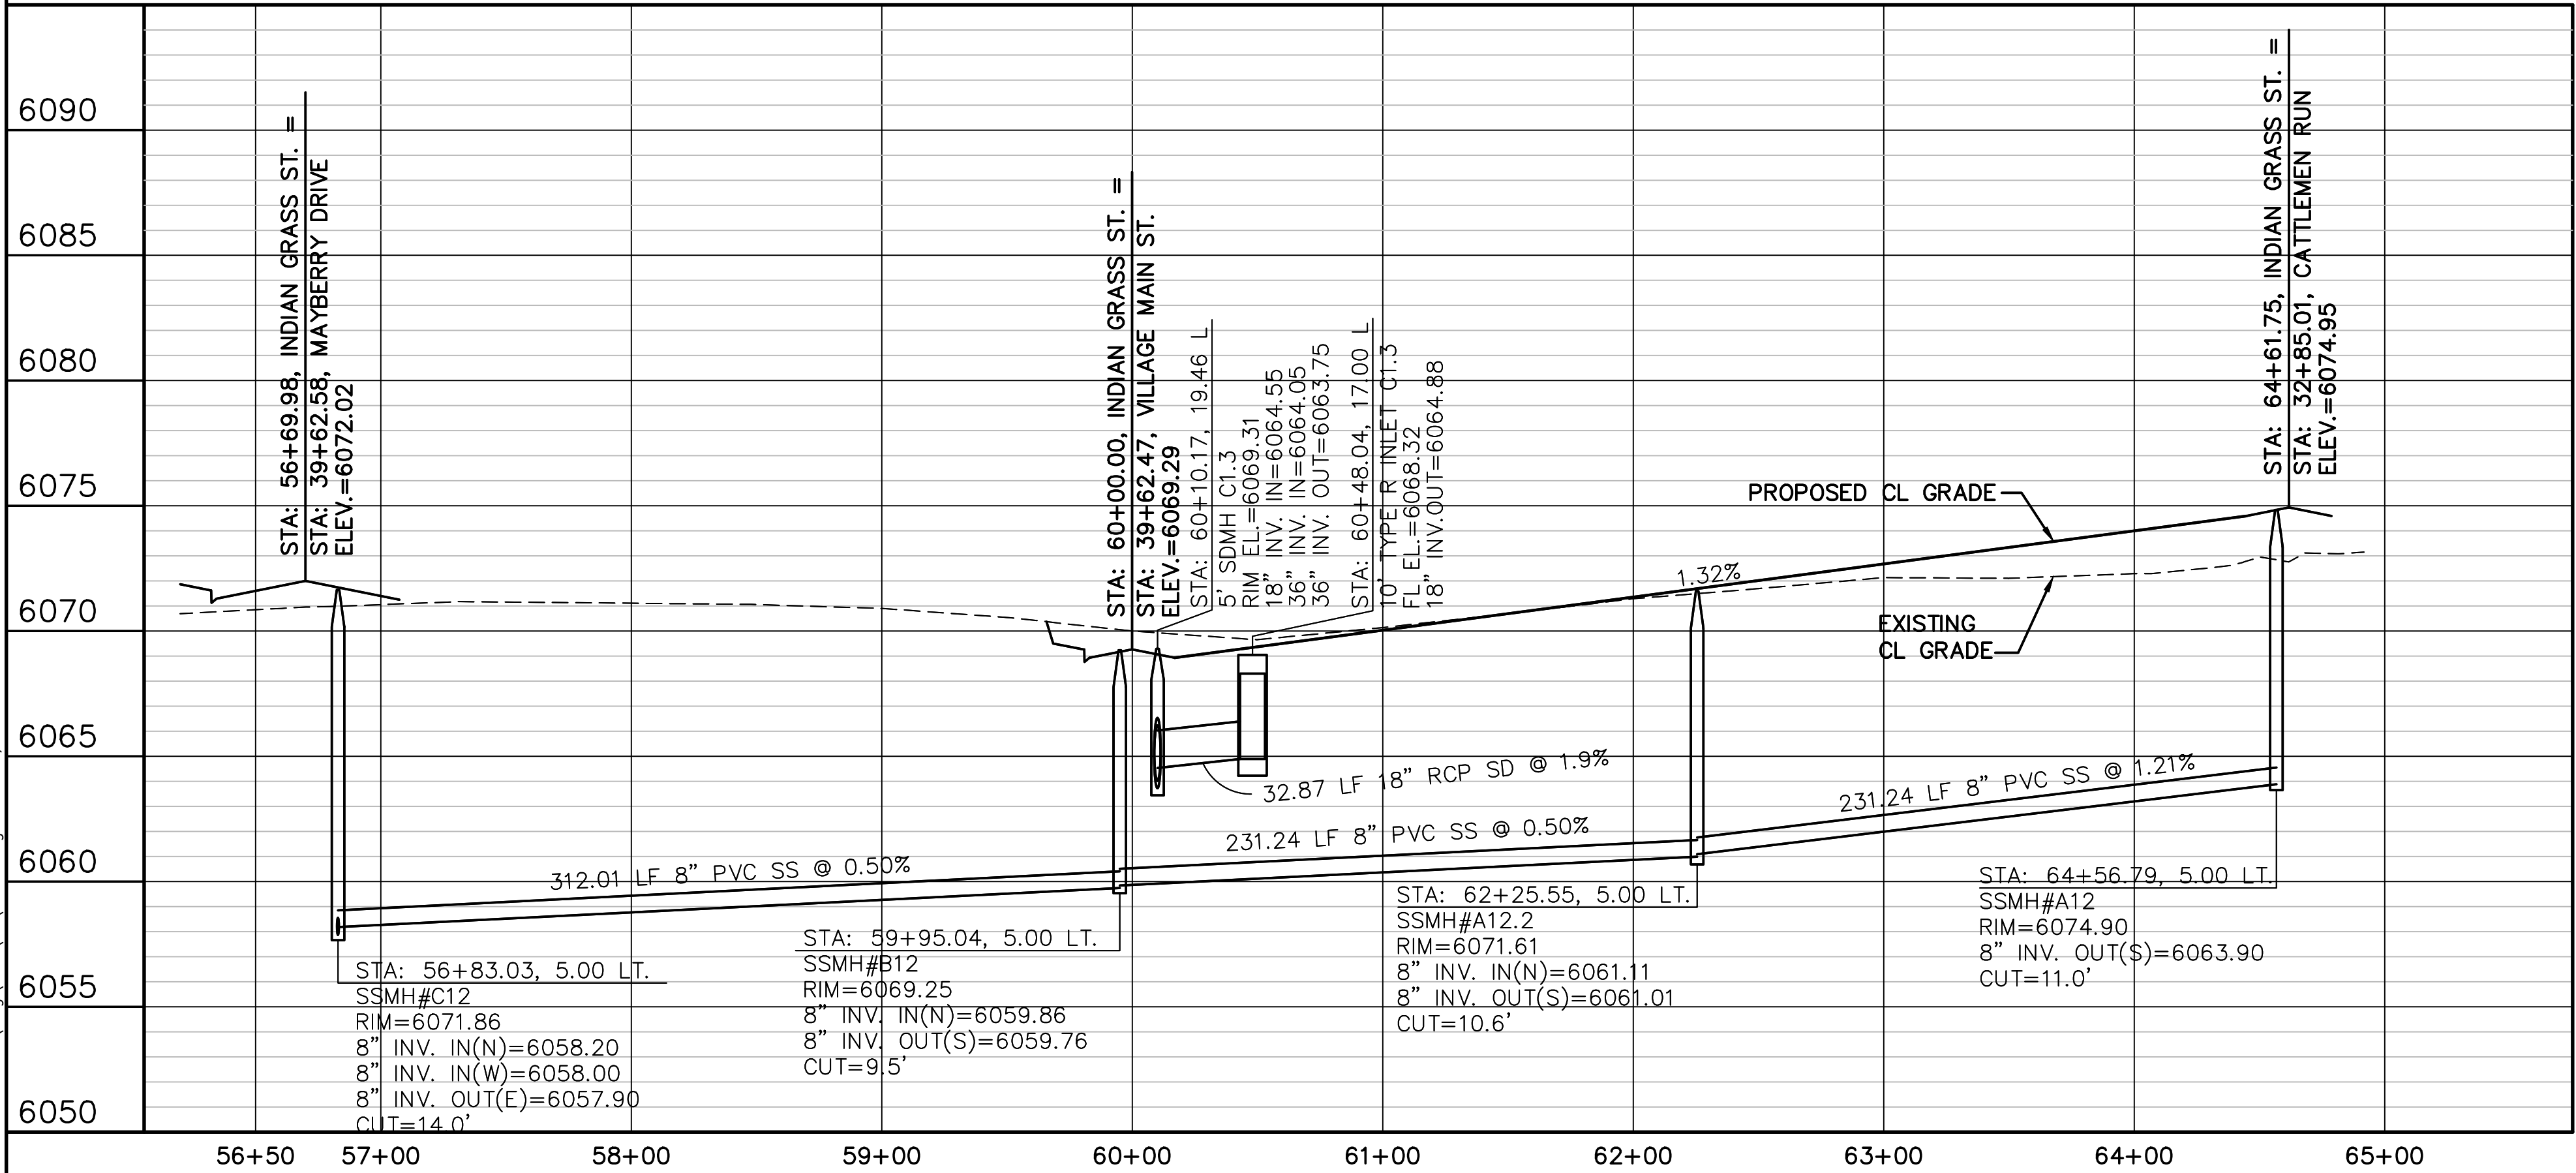 6090
6085
6080
6075
6070
6065
6060
6055
6050
STA: 56+69.98, INDIAN GRASS ST. =
STA: 39+62.58, MAYBERRY DRIVE
ELEV.=6072.02
STA: 60+00.00, INDIAN GRASS ST. =
STA: 39+62.47, VILLAGE MAIN ST.
ELEV.=6069.29
STA: 60+10.17, 19.46 L
5' SDMH C1.3
RIM EL.=6069.31
18" INV. IN=6064.55
36" INV. IN=6064.05
36" INV. OUT=6063.75
STA: 60+48.04, 17.00 L
10' TYPE R INLET C1.3
FL. EL.=6068.32
18" INV.OUT=6064.88
STA: 64+61.75, INDIAN GRASS ST. =
STA: 32+85.01, CATTLEMEN RUN
ELEV.=6074.95
PROPOSED CL GRADE
1.32%
EXISTING
CL GRADE
32.87 LF 18" RCP SD @ 1.9%
312.01 LF 8" PVC SS @ 0.50%
231.24 LF 8" PVC SS @ 0.50%
231.24 LF 8" PVC SS @ 1.21%
STA: 56+83.03, 5.00 LT.
SSMH#C12
RIM=6071.86
8" INV. IN(N)=6058.20
8" INV. IN(W)=6058.00
8" INV. OUT(E)=6057.90
CUT=14.0'
STA: 59+95.04, 5.00 LT.
SSMH#B12
RIM=6069.25
8" INV. IN(N)=6059.86
8" INV. OUT(S)=6059.76
CUT=9.5'
STA: 62+25.55, 5.00 LT.
SSMH#A12.2
RIM=6071.61
8" INV. IN(N)=6061.11
8" INV. OUT(S)=6061.01
CUT=10.6'
STA: 64+56.79, 5.00 LT.
SSMH#A12
RIM=6074.90
8" INV. OUT(S)=6063.90
CUT=11.0'
56+50 57+00 58+00 59+00 60+00 61+00 62+00 63+00 64+00 65+00